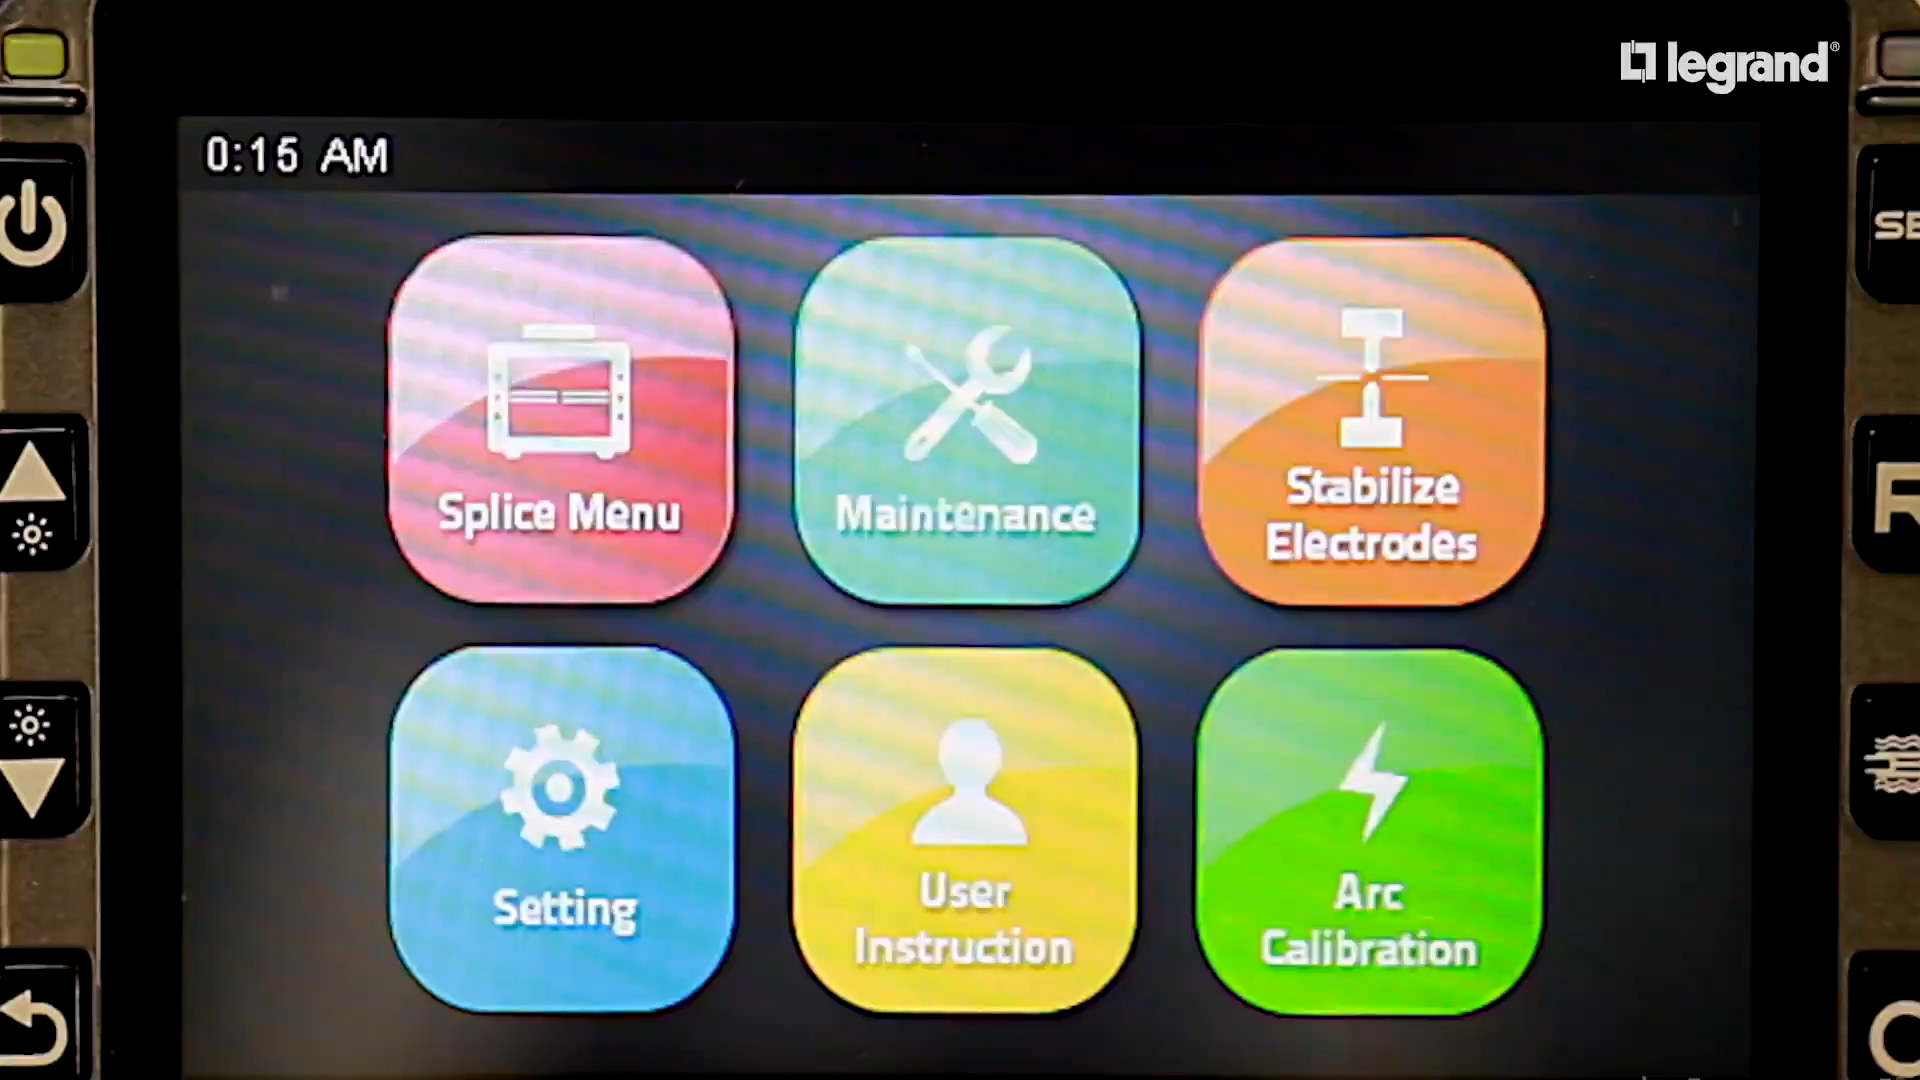 legrand®
0:15 AM
Splice Menu
Maintenance
Stabilize
Electrodes
Setting
User
Instruction
Arc
Calibration